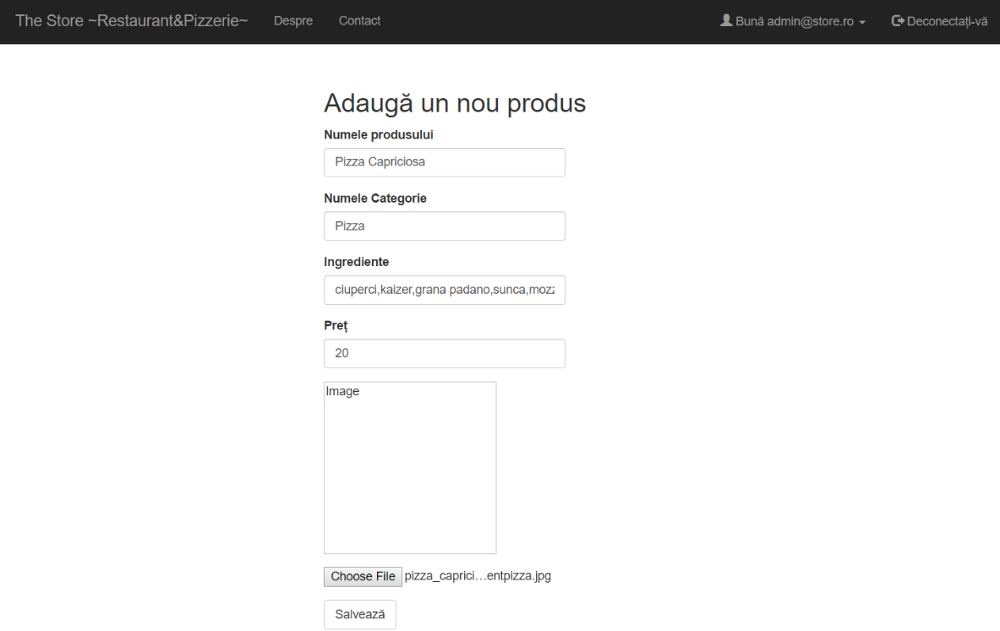 The Store ~Restaurant&Pizzerie~ Despre Contact Bună admin@store.ro Deconectați-vă
Adaugă un nou produs
Numele produsului
Pizza Capriciosa
Numele Categorie
Pizza
Ingrediente
ciuperci,kaizer,grana padano,sunca,mozz
Preț
20
Image
Choose File pizza_caprici…entpizza.jpg
Salvează